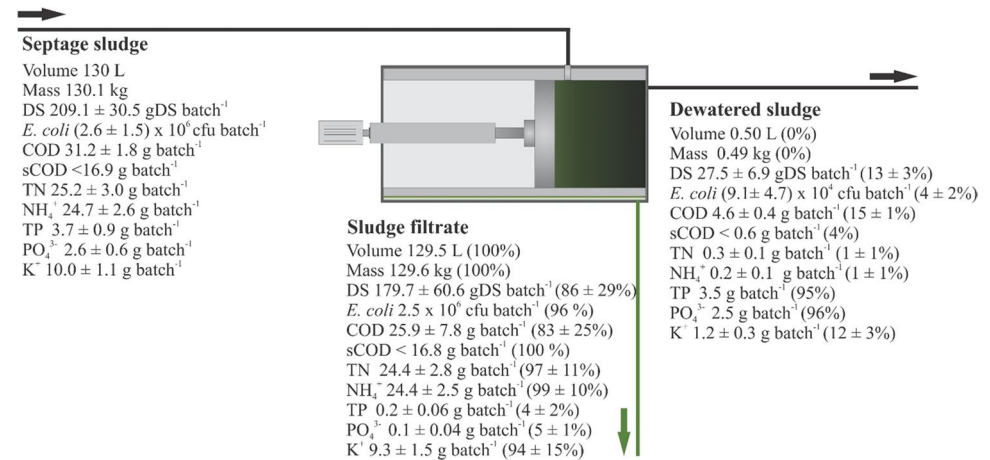 Septage sludge
Volume 130 L
Mass 130.1 kg
DS 209.1 ± 30.5 gDS batch⁻¹
E. coli (2.6 ± 1.5) x 10⁶ cfu batch⁻¹
COD 31.2 ± 1.8 g batch⁻¹
sCOD <16.9 g batch⁻¹
TN 25.2 ± 3.0 g batch⁻¹
NH₄⁺ 24.7 ± 2.6 g batch⁻¹
TP 3.7 ± 0.9 g batch⁻¹
PO₄³⁻ 2.6 ± 0.6 g batch⁻¹
K⁺ 10.0 ± 1.1 g batch⁻¹
Sludge filtrate
Volume 129.5 L (100%)
Mass 129.6 kg (100%)
DS 179.7 ± 60.6 gDS batch⁻¹ (86 ± 29%)
E. coli 2.5 x 10⁶ cfu batch⁻¹ (96 %)
COD 25.9 ± 7.8 g batch⁻¹ (83 ± 25%)
sCOD < 16.8 g batch⁻¹ (100 %)
TN 24.4 ± 2.8 g batch⁻¹ (97 ± 11%)
NH₄⁺ 24.4 ± 2.5 g batch⁻¹ (99 ± 10%)
TP 0.2 ± 0.06 g batch⁻¹ (4 ± 2%)
PO₄³⁻ 0.1 ± 0.04 g batch⁻¹ (5 ± 1%)
K⁺ 9.3 ± 1.5 g batch⁻¹ (94 ± 15%)
Dewatered sludge
Volume 0.50 L (0%)
Mass 0.49 kg (0%)
DS 27.5 ± 6.9 gDS batch⁻¹ (13 ± 3%)
E. coli (9.1± 4.7) x 10⁴ cfu batch⁻¹ (4 ± 2%)
COD 4.6 ± 0.4 g batch⁻¹ (15 ± 1%)
sCOD < 0.6 g batch⁻¹ (4%)
TN 0.3 ± 0.1 g batch⁻¹ (1 ± 1%)
NH₄⁺ 0.2 ± 0.1 g batch⁻¹ (1 ± 1%)
TP 3.5 g batch⁻¹ (95%)
PO₄³⁻ 2.5 g batch⁻¹ (96%)
K⁺ 1.2 ± 0.3 g batch⁻¹ (12 ± 3%)